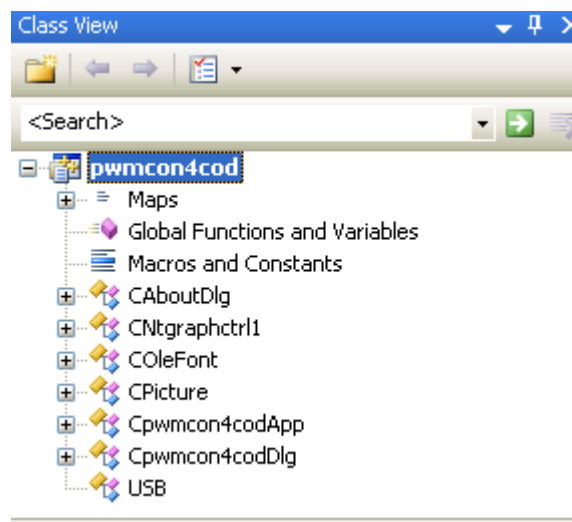 Class View
<Search>
pwmcon4cod
Maps
Global Functions and Variables
Macros and Constants
CAboutDlg
CNtgraphctrl1
COleFont
CPicture
Cpwmcon4codApp
Cpwmcon4codDlg
USB